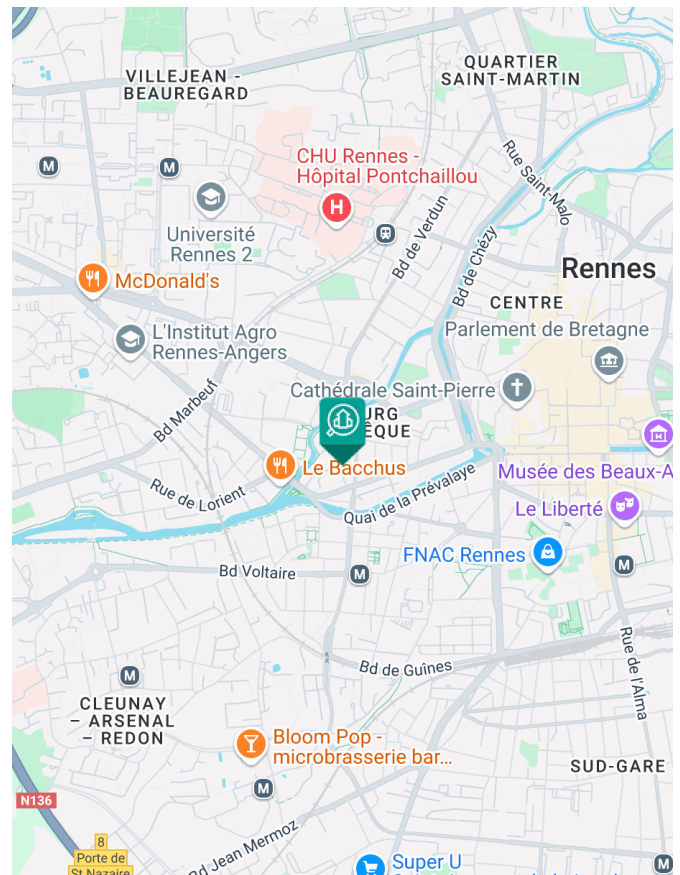 VILLEJEAN -
BEAUREGARD
QUARTIER
SAINT-MARTIN
CHU Rennes -
Hôpital Pontchaillou
H
Rue Saint-Malo
M
M
Université
Rennes 2
Bd de Verdun
Bd de Chézy
Rennes
McDonald's
CENTRE
L'Institut Agro
Rennes-Angers
Parlement de Bretagne
Cathédrale Saint-Pierre
Bd Marbeuf
URG
ÊQUE
M
Le Bacchus
Musée des Beaux-A
Rue de Lorient
Quai de la Prévalaye
Le Liberté
FNAC Rennes
Bd Voltaire
M
M
Bd de Guînes
Rue de l'Alma
M
CLEUNAY
– ARSENAL
– REDON
Bloom Pop -
microbrasserie bar...
SUD-GARE
M
N136
8
Porte de
St Nazaire
Bd Jean Mermoz
Super U
M